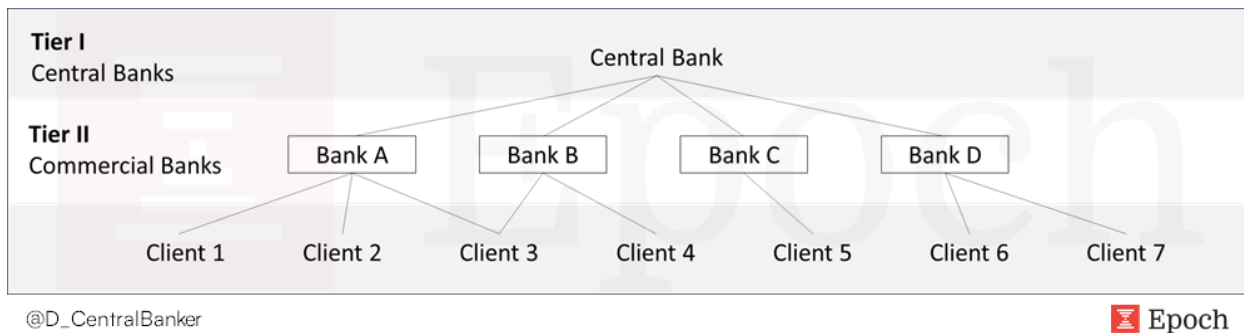 Tier I
Central Banks
Central Bank
Tier II
Commercial Banks
Bank A
Bank B
Bank C
Bank D
Client 1
Client 2
Client 3
Client 4
Client 5
Client 6
Client 7
Epoch
@D_CentralBanker
Epoch